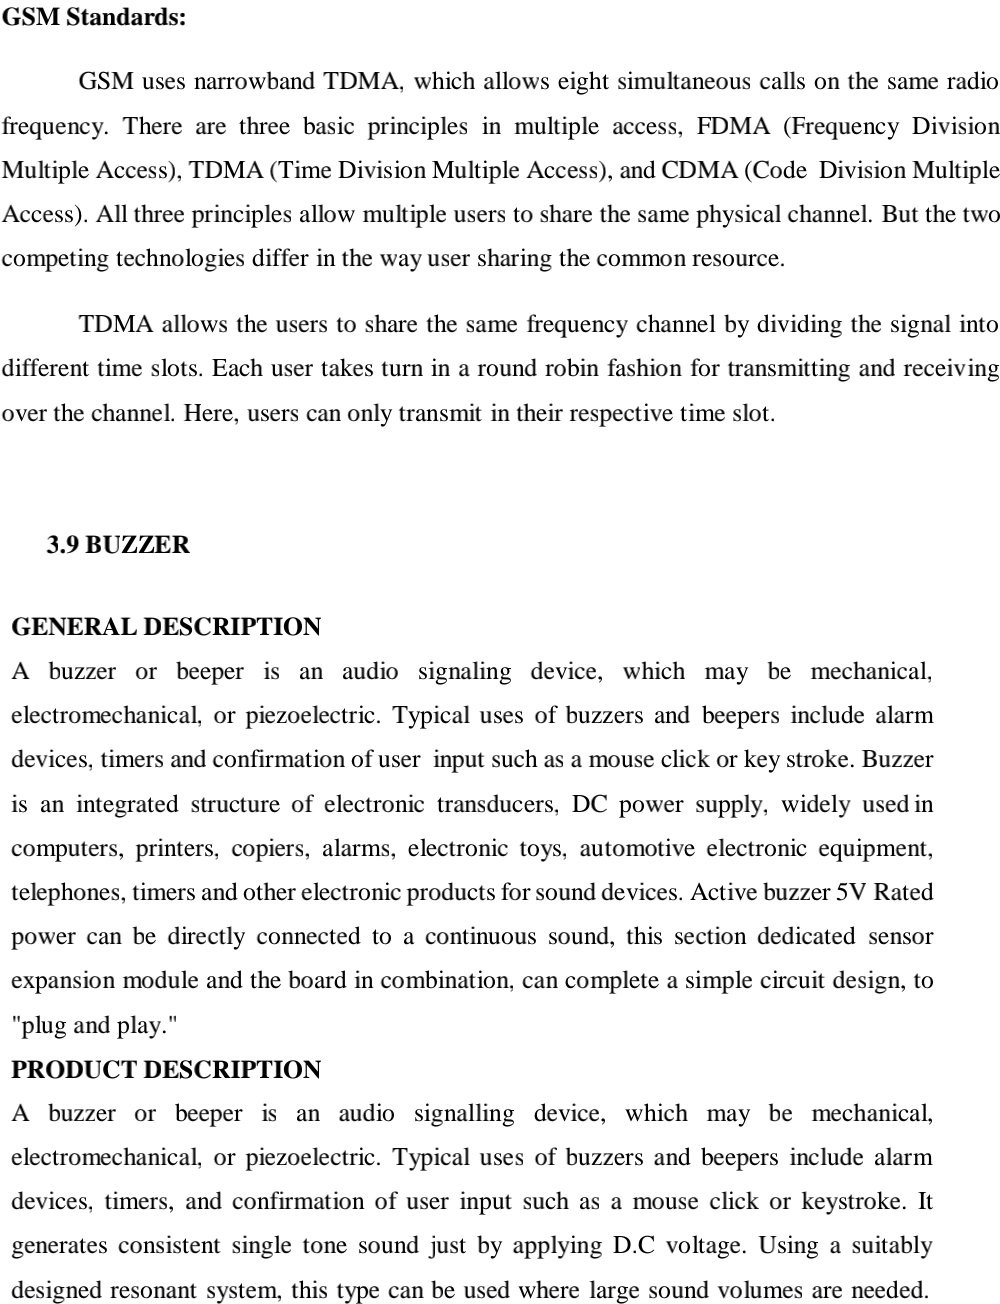 GSM Standards:
GSM uses narrowband TDMA, which allows eight simultaneous calls on the same radio
frequency. There are three basic principles in multiple access, FDMA (Frequency Division
Multiple Access), TDMA (Time Division Multiple Access), and CDMA (Code Division Multiple
Access). All three principles allow multiple users to share the same physical channel. But the two
competing technologies differ in the way user sharing the common resource.
TDMA allows the users to share the same frequency channel by dividing the signal into
different time slots. Each user takes turn in a round robin fashion for transmitting and receiving
over the channel. Here, users can only transmit in their respective time slot.
3.9 BUZZER
GENERAL DESCRIPTION
A buzzer or beeper is an audio signaling device, which may be mechanical,
electromechanical, or piezoelectric. Typical uses of buzzers and beepers include alarm
devices, timers and confirmation of user input such as a mouse click or key stroke. Buzzer
is an integrated structure of electronic transducers, DC power supply, widely used in
computers, printers, copiers, alarms, electronic toys, automotive electronic equipment,
telephones, timers and other electronic products for sound devices. Active buzzer 5V Rated
power can be directly connected to a continuous sound, this section dedicated sensor
expansion module and the board in combination, can complete a simple circuit design, to
"plug and play."
PRODUCT DESCRIPTION
A buzzer or beeper is an audio signalling device, which may be mechanical,
electromechanical, or piezoelectric. Typical uses of buzzers and beepers include alarm
devices, timers, and confirmation of user input such as a mouse click or keystroke. It
generates consistent single tone sound just by applying D.C voltage. Using a suitably
designed resonant system, this type can be used where large sound volumes are needed.